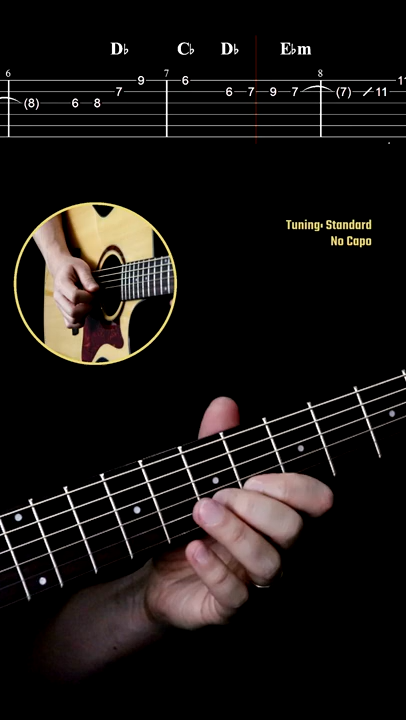 D♭ C♭ D♭ E♭m
6 7 8
9 6 11
7 6 7 9 7 (7) 11
(8) 6 8
Tuning: Standard
No Capo